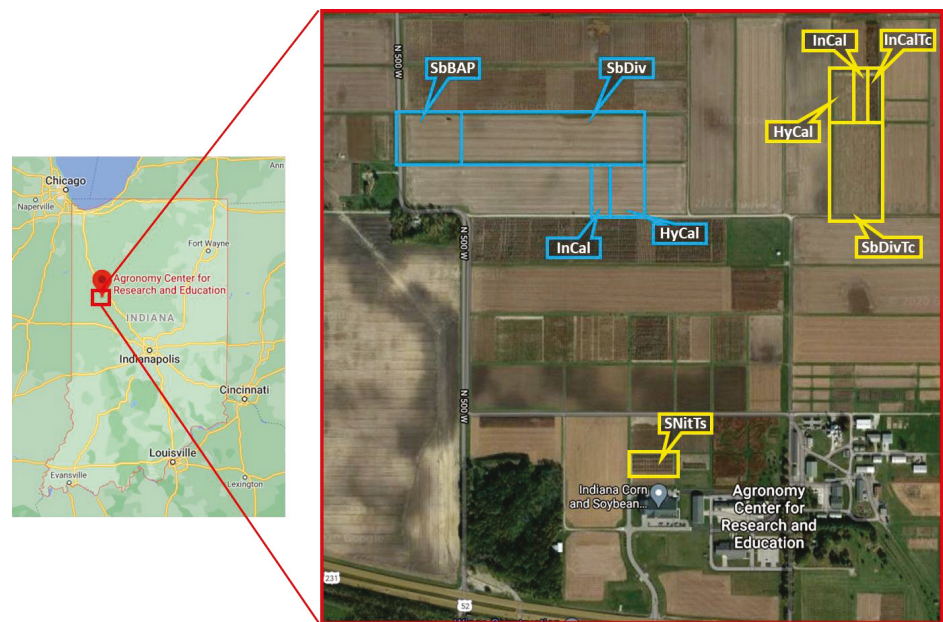 Chicago
Naperville
Ann
Fort Wayne
Agronomy Center for
Research and Education
INDIANA
Indianapolis
Cincinnati
Louisville
Evansville
Lexington
N 500 W
SbBAP
SbDiv
InCal
InCalTc
HyCal
SbDivTc
InCal
HyCal
N 500 W
N 500 W
SNitTs
Indiana Corn
and Soybean...
Agronomy
Center for
Research and
Education
231
52